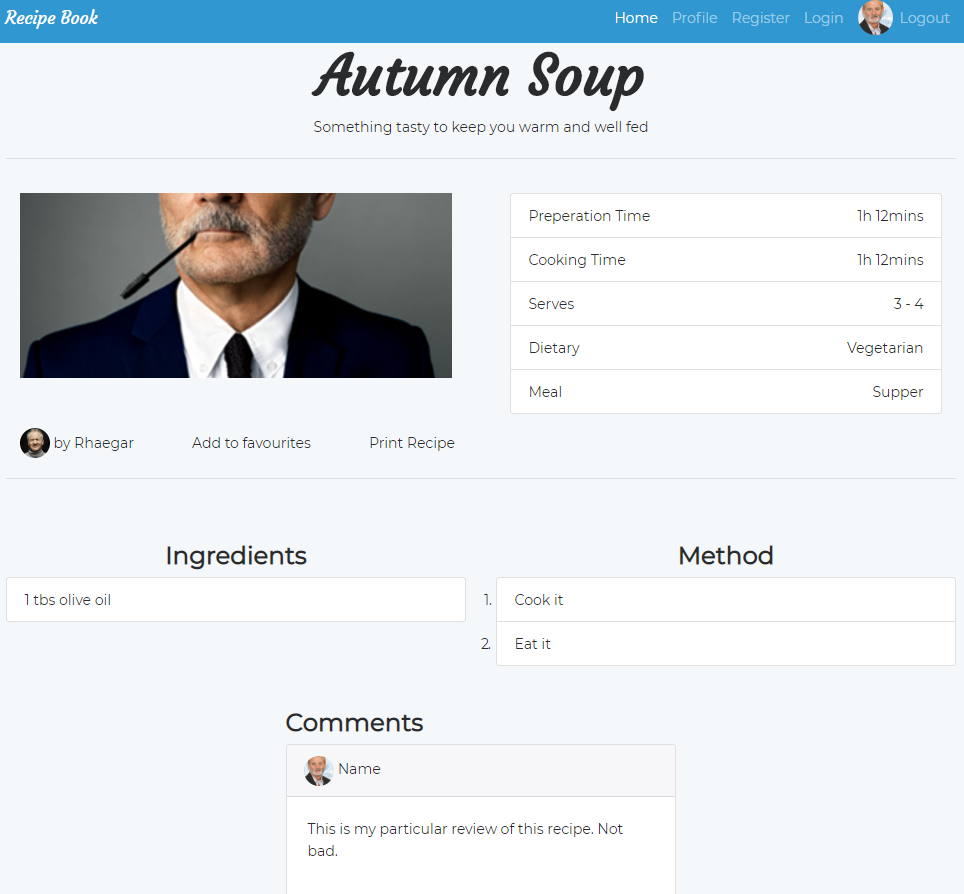 Recipe Book
Home Profile Register Login Logout
Autumn Soup
Something tasty to keep you warm and well fed
Preperation Time 1h 12mins
Cooking Time 1h 12mins
Serves 3 - 4
Dietary Vegetarian
Meal Supper
by Rhaegar Add to favourites Print Recipe
Ingredients
1 tbs olive oil
Method
1. Cook it
2. Eat it
Comments
Name
This is my particular review of this recipe. Not
bad.